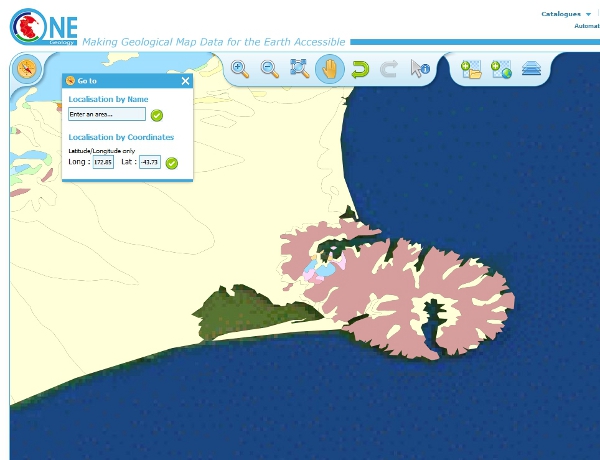 Catalogues
ONE
Geology
Making Geological Map Data for the Earth Accessible
Automat
Go to
Localisation by Name
Enter an area...
Localisation by Coordinates
Latitude/Longitude only
Long : 172.85 Lat : -43.73